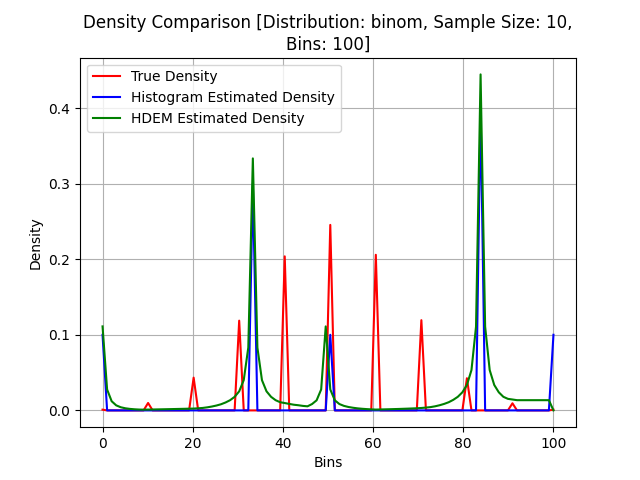 Density Comparison [Distribution: binom, Sample Size: 10,
Bins: 100]
True Density
Histogram Estimated Density
HDEM Estimated Density
Density
0.4
0.3
0.2
0.1
0.0
0 20 40 60 80 100
Bins